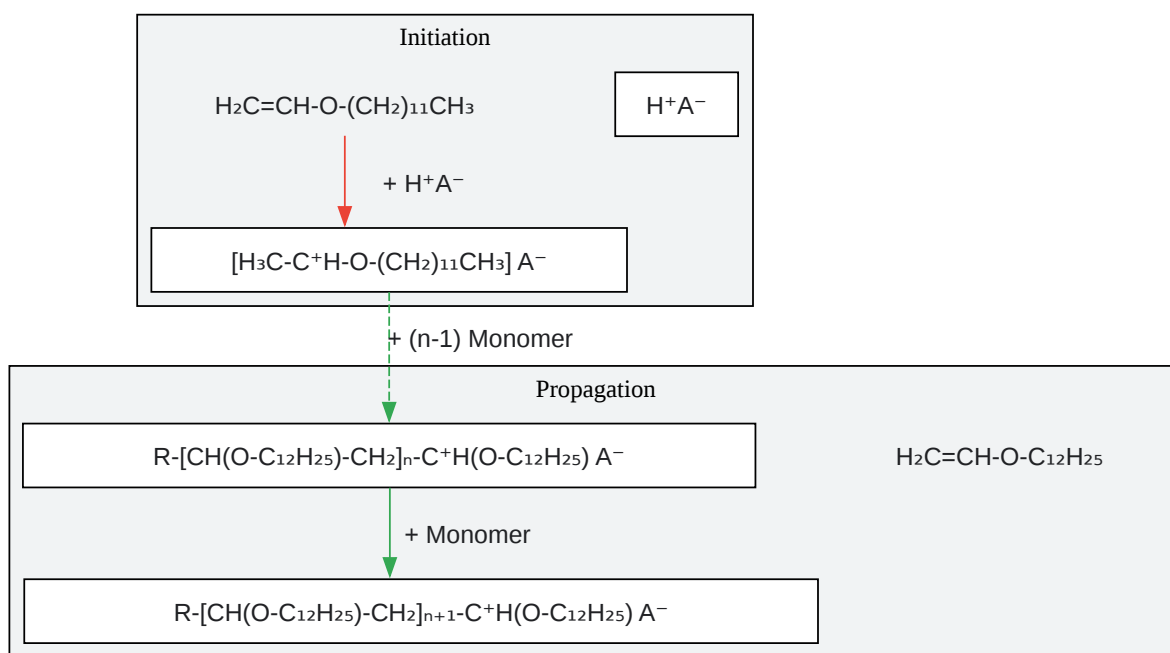 Initiation
H₂C=CH-O-(CH₂)₁₁CH₃
H⁺A⁻
+ H⁺A⁻
[H₃C-C⁺H-O-(CH₂)₁₁CH₃] A⁻
+ (n-1) Monomer
Propagation
R-[CH(O-C₁₂H₂₅)-CH₂]ₙ-C⁺H(O-C₁₂H₂₅) A⁻
H₂C=CH-O-C₁₂H₂₅
+ Monomer
R-[CH(O-C₁₂H₂₅)-CH₂]ₙ₊₁-C⁺H(O-C₁₂H₂₅) A⁻